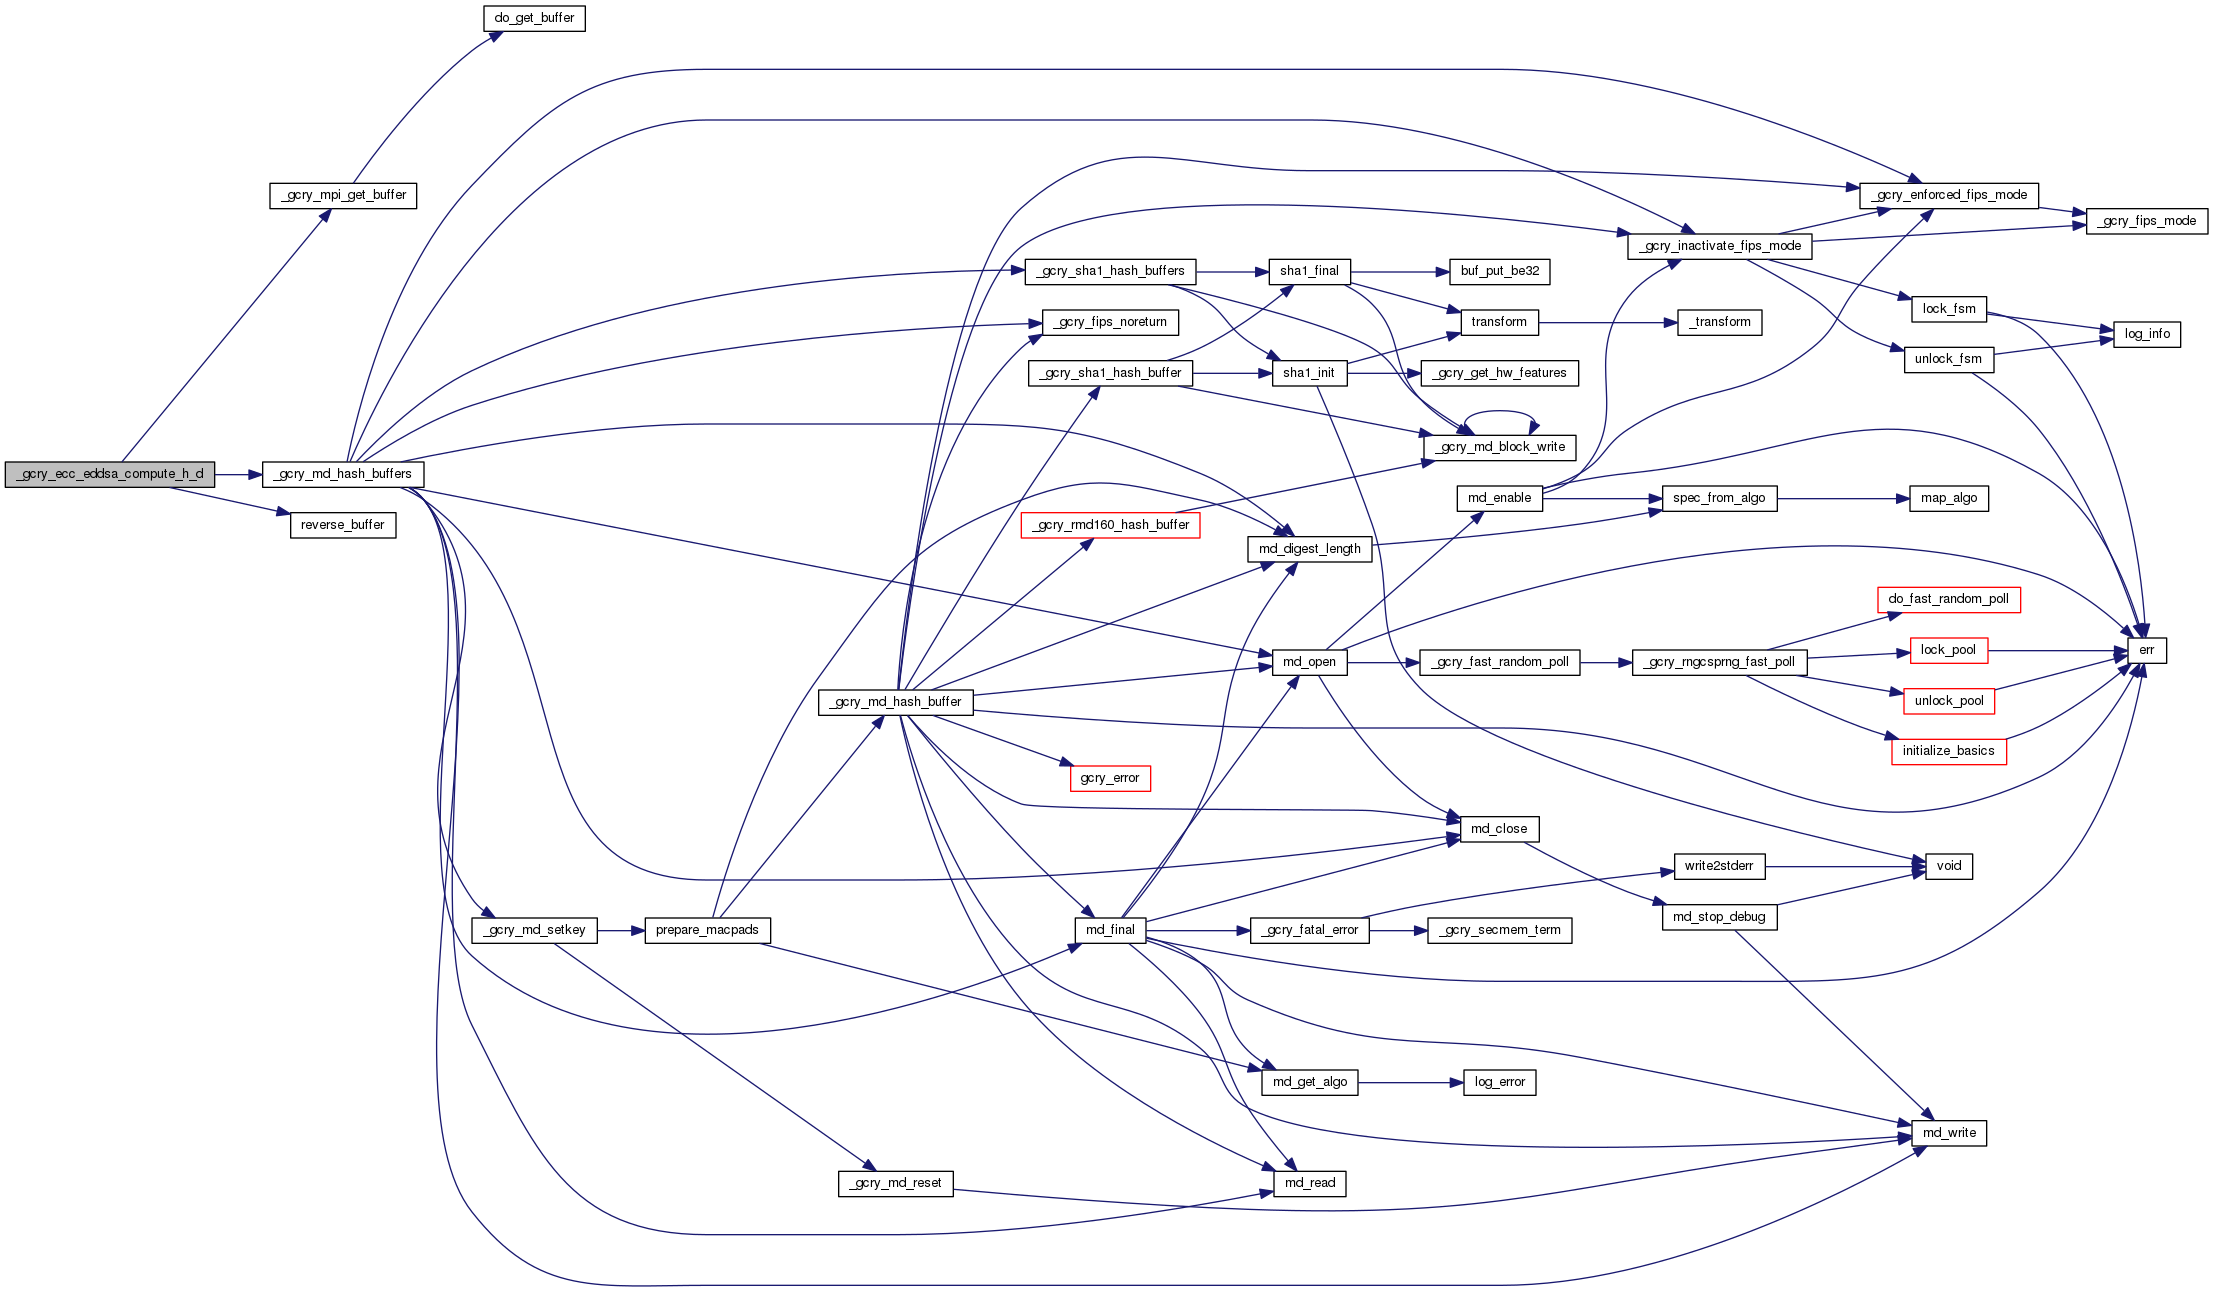 do_get_buffer
_gcry_mpi_get_buffer
_gcry_enforced_fips_mode
_gcry_fips_mode
_gcry_inactivate_fips_mode
_gcry_sha1_hash_buffers
sha1_final
buf_put_be32
lock_fsm
_gcry_fips_noreturn
transform
_transform
log_info
unlock_fsm
_gcry_sha1_hash_buffer
sha1_init
_gcry_get_hw_features
_gcry_md_block_write
_gcry_ecc_eddsa_compute_h_d
_gcry_md_hash_buffers
md_enable
spec_from_algo
map_algo
reverse_buffer
_gcry_rmd160_hash_buffer
md_digest_length
do_fast_random_poll
md_open
_gcry_fast_random_poll
_gcry_rngcsprng_fast_poll
lock_pool
err
_gcry_md_hash_buffer
unlock_pool
initialize_basics
gcry_error
md_close
write2stderr
void
_gcry_md_setkey
prepare_macpads
md_final
_gcry_fatal_error
_gcry_secmem_term
md_stop_debug
md_get_algo
log_error
md_write
_gcry_md_reset
md_read